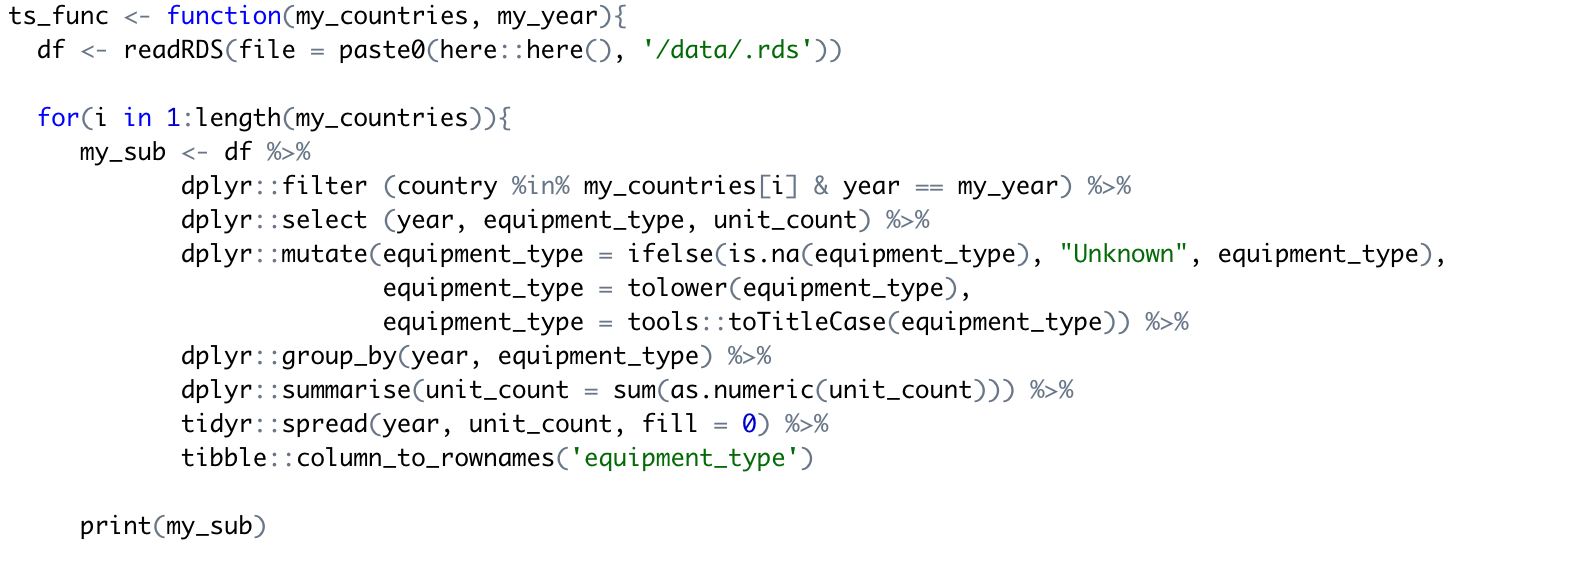 ts_func <- function(my_countries, my_year){
  df <- readRDS(file = paste0(here::here(), '/data/.rds'))
  for(i in 1:length(my_countries)){
     my_sub <- df %>%
            dplyr::filter (country %in% my_countries[i] & year == my_year) %>%
            dplyr::select (year, equipment_type, unit_count) %>%
            dplyr::mutate(equipment_type = ifelse(is.na(equipment_type), "Unknown", equipment_type),
                          equipment_type = tolower(equipment_type),
                          equipment_type = tools::toTitleCase(equipment_type)) %>%
            dplyr::group_by(year, equipment_type) %>%
            dplyr::summarise(unit_count = sum(as.numeric(unit_count))) %>%
            tidyr::spread(year, unit_count, fill = 0) %>%
            tibble::column_to_rownames('equipment_type')
     print(my_sub)